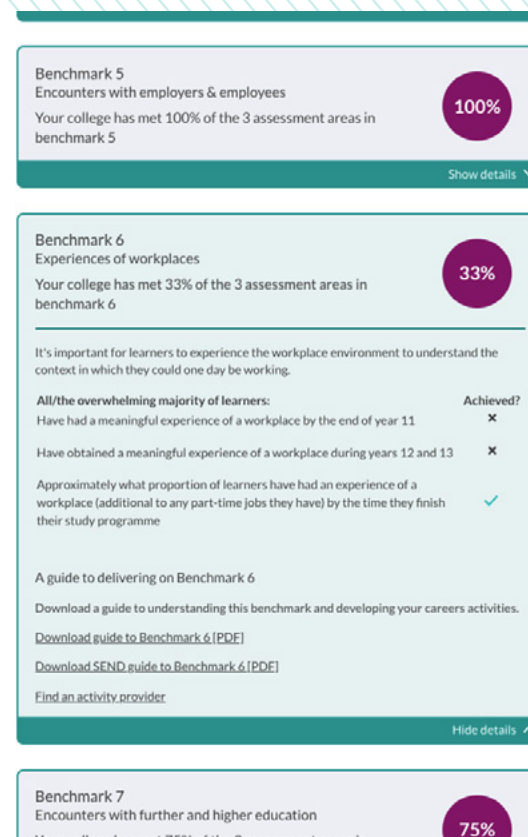 Benchmark 5
Encounters with employers & employees
Your college has met 100% of the 3 assessment areas in
benchmark 5
100%
Show details
Benchmark 6
Experiences of workplaces
Your college has met 33% of the 3 assessment areas in
benchmark 6
33%
It's important for learners to experience the workplace environment to understand the
context in which they could one day be working.
All/the overwhelming majority of learners: Achieved?
Have had a meaningful experience of a workplace by the end of year 11
Have obtained a meaningful experience of a workplace during years 12 and 13
Approximately what proportion of learners have had an experience of a
workplace (additional to any part-time jobs they have) by the time they finish
their study programme
A guide to delivering on Benchmark 6
Download a guide to understanding this benchmark and developing your careers activities.
Download guide to Benchmark 6 [PDF]
Download SEND guide to Benchmark 6 [PDF]
Find an activity provider
Hide details
Benchmark 7
Encounters with further and higher education
75%